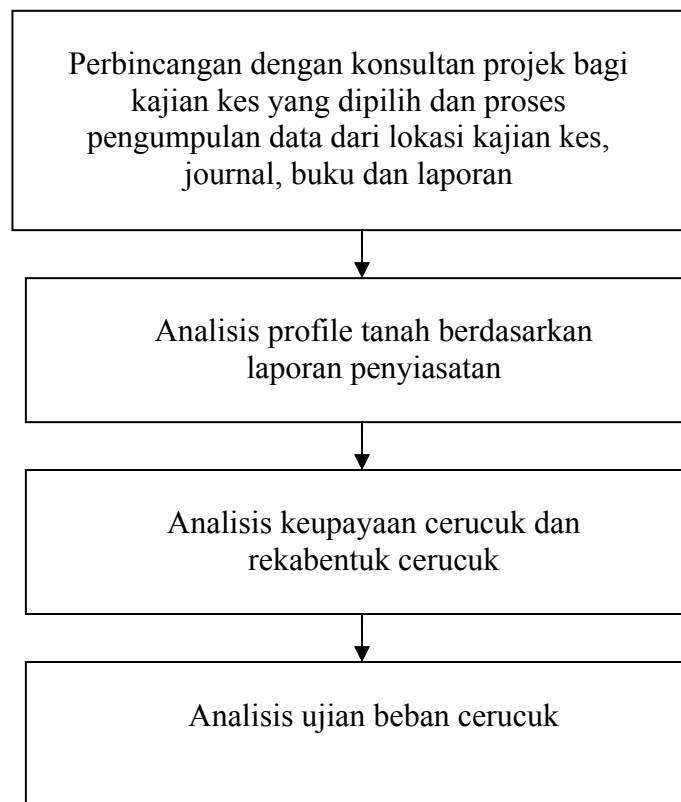 Perbincangan dengan konsultan projek bagi
kajian kes yang dipilih dan proses
pengumpulan data dari lokasi kajian kes,
journal, buku dan laporan
Analisis profile tanah berdasarkan
laporan penyiasatan
Analisis keupayaan cerucuk dan
rekabentuk cerucuk
Analisis ujian beban cerucuk